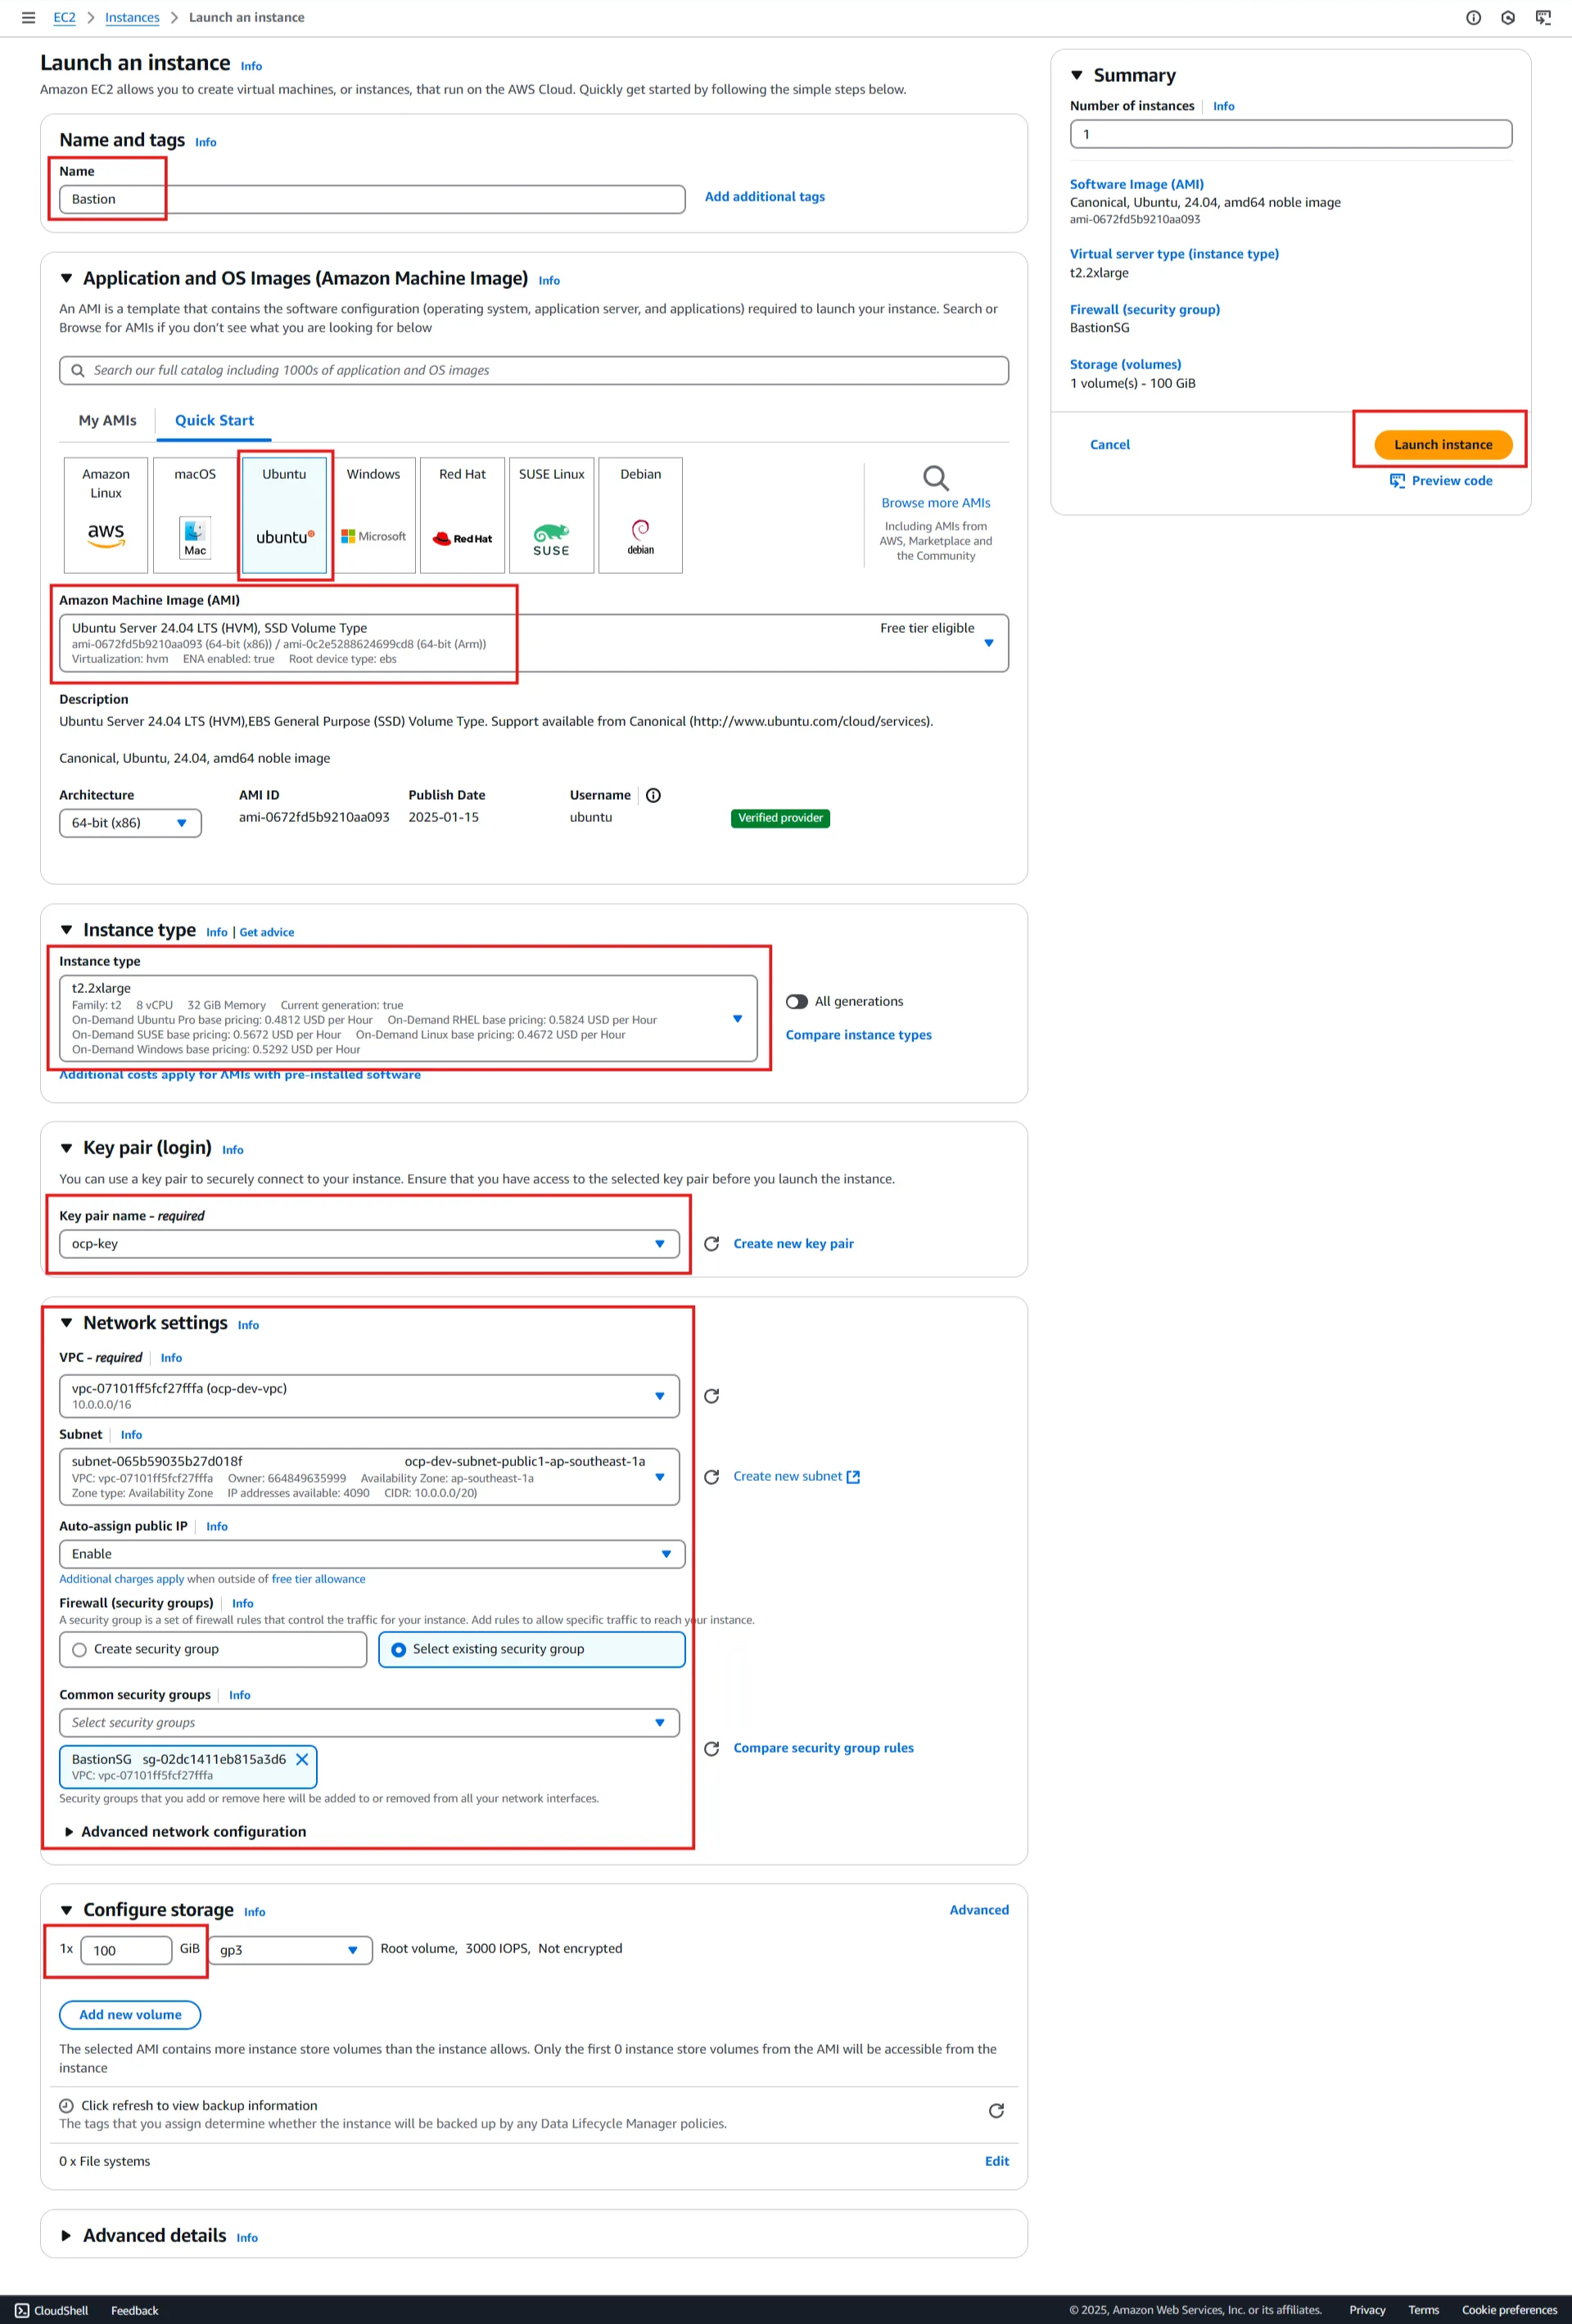 EC2 > Instances > Launch an instance
Launch an instance Info
Amazon EC2 allows you to create virtual machines, or instances, that run on the AWS Cloud. Quickly get started by following the simple steps below.
Name and tags Info
Name
Bastion
Add additional tags
Application and OS Images (Amazon Machine Image) Info
An AMI is a template that contains the software configuration (operating system, application server, and applications) required to launch your instance. Search or
Browse for AMIs if you don’t see what you are looking for below
Search our full catalog including 1000s of application and OS images
My AMIs Quick Start
Amazon
Linux
aws
macOS
Mac
Ubuntu
ubuntu
Windows
Microsoft
Red Hat
Red Hat
SUSE Linux
SUSE
Debian
debian
Browse more AMIs
Including AMIs from
AWS, Marketplace and
the Community
Amazon Machine Image (AMI)
Ubuntu Server 24.04 LTS (HVM), SSD Volume Type Free tier eligible
ami-0672fd5b9210aa093 (64-bit (x86)) / ami-0c2e5288624699cd8 (64-bit (Arm))
Virtualization: hvm ENA enabled: true Root device type: ebs
Description
Ubuntu Server 24.04 LTS (HVM),EBS General Purpose (SSD) Volume Type. Support available from Canonical (http://www.ubuntu.com/cloud/services).
Canonical, Ubuntu, 24.04, amd64 noble image
Architecture AMI ID Publish Date Username
64-bit (x86) ami-0672fd5b9210aa093 2025-01-15 ubuntu Verified provider
Instance type Info | Get advice
Instance type
t2.2xlarge
Family: t2 8 vCPU 32 GiB Memory Current generation: true
On-Demand Ubuntu Pro base pricing: 0.4812 USD per Hour On-Demand RHEL base pricing: 0.5824 USD per Hour
On-Demand SUSE base pricing: 0.5672 USD per Hour On-Demand Linux base pricing: 0.4672 USD per Hour
On-Demand Windows base pricing: 0.5292 USD per Hour
All generations
Compare instance types
Additional costs apply for AMIs with pre-installed software
Key pair (login) Info
You can use a key pair to securely connect to your instance. Ensure that you have access to the selected key pair before you launch the instance.
Key pair name - required
ocp-key
Create new key pair
Network settings Info
VPC - required Info
vpc-07101ff5fcf27fffa (ocp-dev-vpc)
10.0.0.0/16
Subnet Info
subnet-065b59035b27d018f ocp-dev-subnet-public1-ap-southeast-1a
VPC: vpc-07101ff5fcf27fffa Owner: 664849635999 Availability Zone: ap-southeast-1a
Zone type: Availability Zone IP addresses available: 4090 CIDR: 10.0.0.0/20)
Create new subnet
Auto-assign public IP Info
Enable
Additional charges apply when outside of free tier allowance
Firewall (security groups) Info
A security group is a set of firewall rules that control the traffic for your instance. Add rules to allow specific traffic to reach your instance.
Create security group Select existing security group
Common security groups Info
Select security groups
BastionSG sg-02dc1411eb815a3d6
VPC: vpc-07101ff5fcf27fffa
Compare security group rules
Security groups that you add or remove here will be added to or removed from all your network interfaces.
Advanced network configuration
Configure storage Info Advanced
1x 100 GiB gp3 Root volume, 3000 IOPS, Not encrypted
Add new volume
The selected AMI contains more instance store volumes than the instance allows. Only the first 0 instance store volumes from the AMI will be accessible from the
instance
Click refresh to view backup information
The tags that you assign determine whether the instance will be backed up by any Data Lifecycle Manager policies.
0 x File systems Edit
Advanced details Info
Summary
Number of instances Info
1
Software Image (AMI)
Canonical, Ubuntu, 24.04, amd64 noble image
ami-0672fd5b9210aa093
Virtual server type (instance type)
t2.2xlarge
Firewall (security group)
BastionSG
Storage (volumes)
1 volume(s) - 100 GiB
Cancel Launch instance
Preview code
CloudShell Feedback © 2025, Amazon Web Services, Inc. or its affiliates. Privacy Terms Cookie preferences